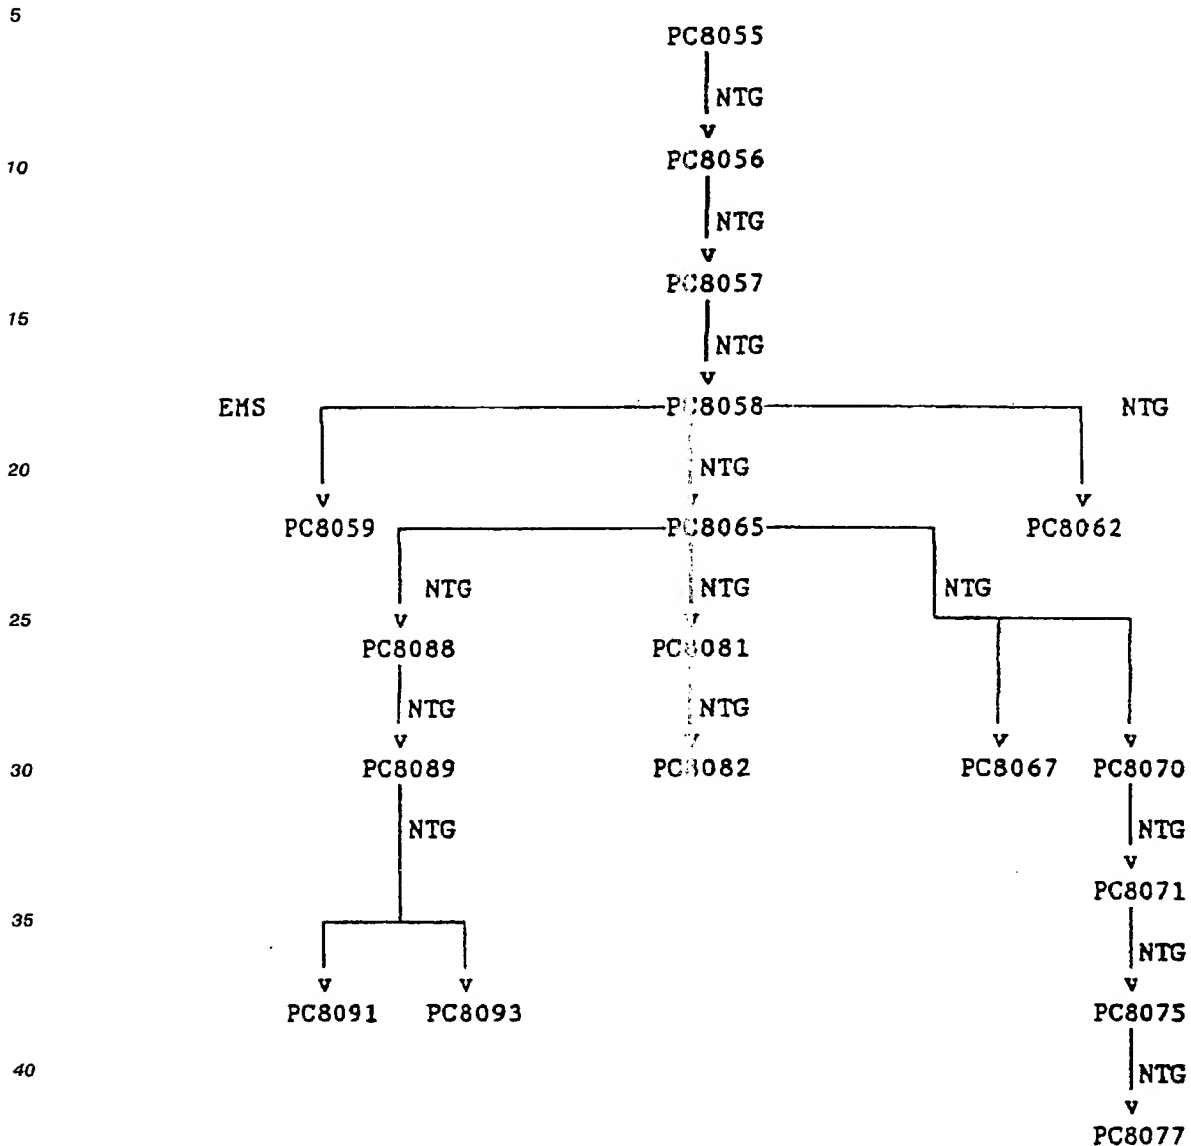 5
PC8055
NTG
10
PC8056
NTG
PC8057
15
NTG
EMS PC8058 NTG
20
NTG
PC8059 PC8065 PC8062
NTG NTG NTG
25
PC8088 PC8081
NTG NTG
30
PC8089 PC8082 PC8067 PC8070
NTG NTG
PC8071
35
NTG
PC8091 PC8093 PC8075
40
NTG
PC8077